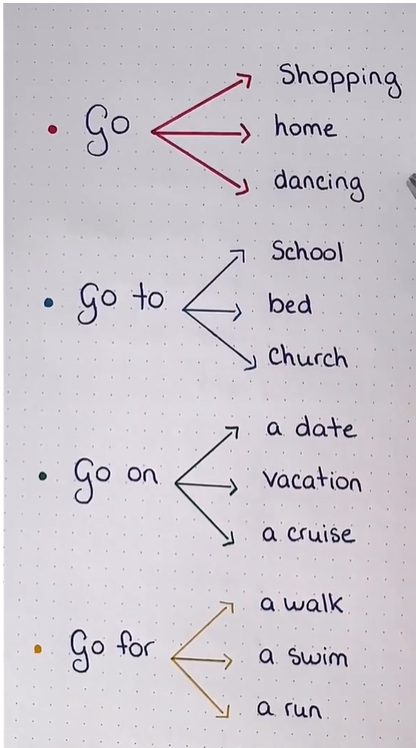 Shopping
• Go
home
dancing
School
• Go to
bed
church
a date
• Go on
vacation
a cruise
a walk
• Go for
a swim
a run